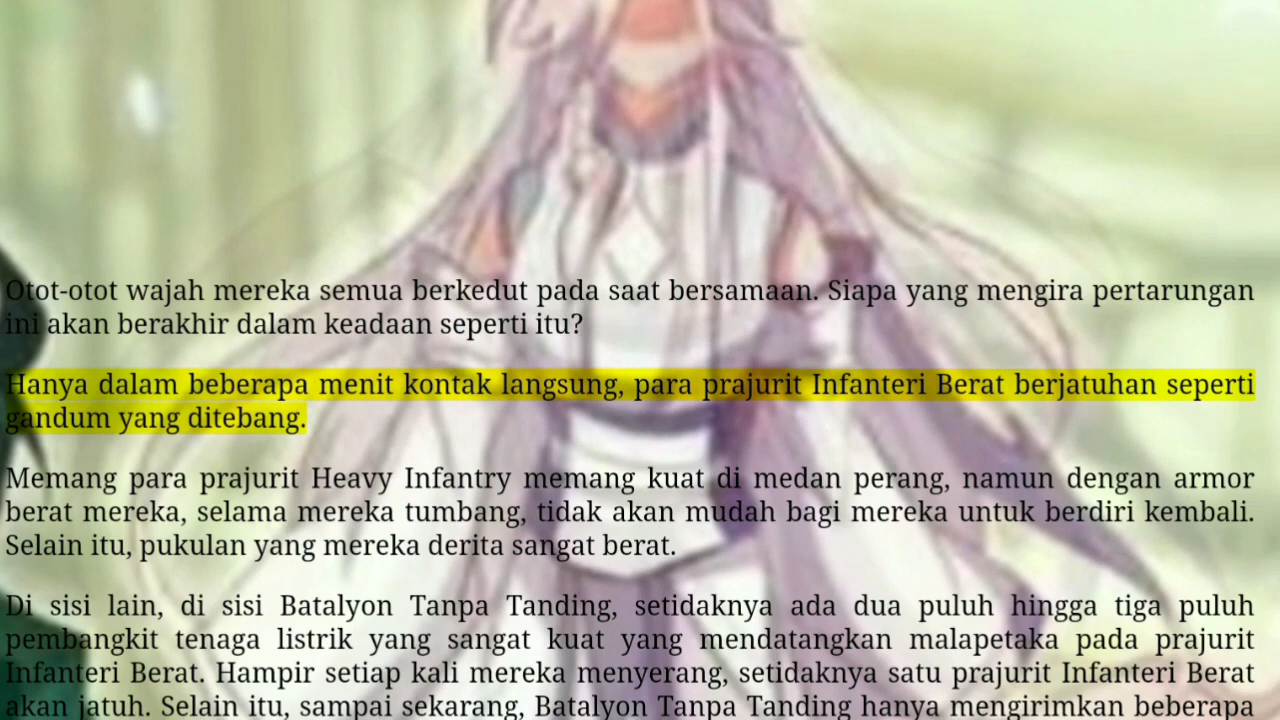 Otot-otot wajah mereka semua berkedut pada saat bersamaan. Siapa yang mengira pertarungan
ini akan berakhir dalam keadaan seperti itu?
Hanya dalam beberapa menit kontak langsung, para prajurit Infanteri Berat berjatuhan seperti
gandum yang ditebang.
Memang para prajurit Heavy Infantry memang kuat di medan perang, namun dengan armor
berat mereka, selama mereka tumbang, tidak akan mudah bagi mereka untuk berdiri kembali.
Selain itu, pukulan yang mereka derita sangat berat.
Di sisi lain, di sisi Batalyon Tanpa Tanding, setidaknya ada dua puluh hingga tiga puluh
pembangkit tenaga listrik yang sangat kuat yang mendatangkan malapetaka pada prajurit
Infanteri Berat. Hampir setiap kali mereka menyerang, setidaknya satu prajurit Infanteri Berat
akan jatuh. Selain itu, sampai sekarang, Batalyon Tanpa Tanding hanya mengirimkan beberapa